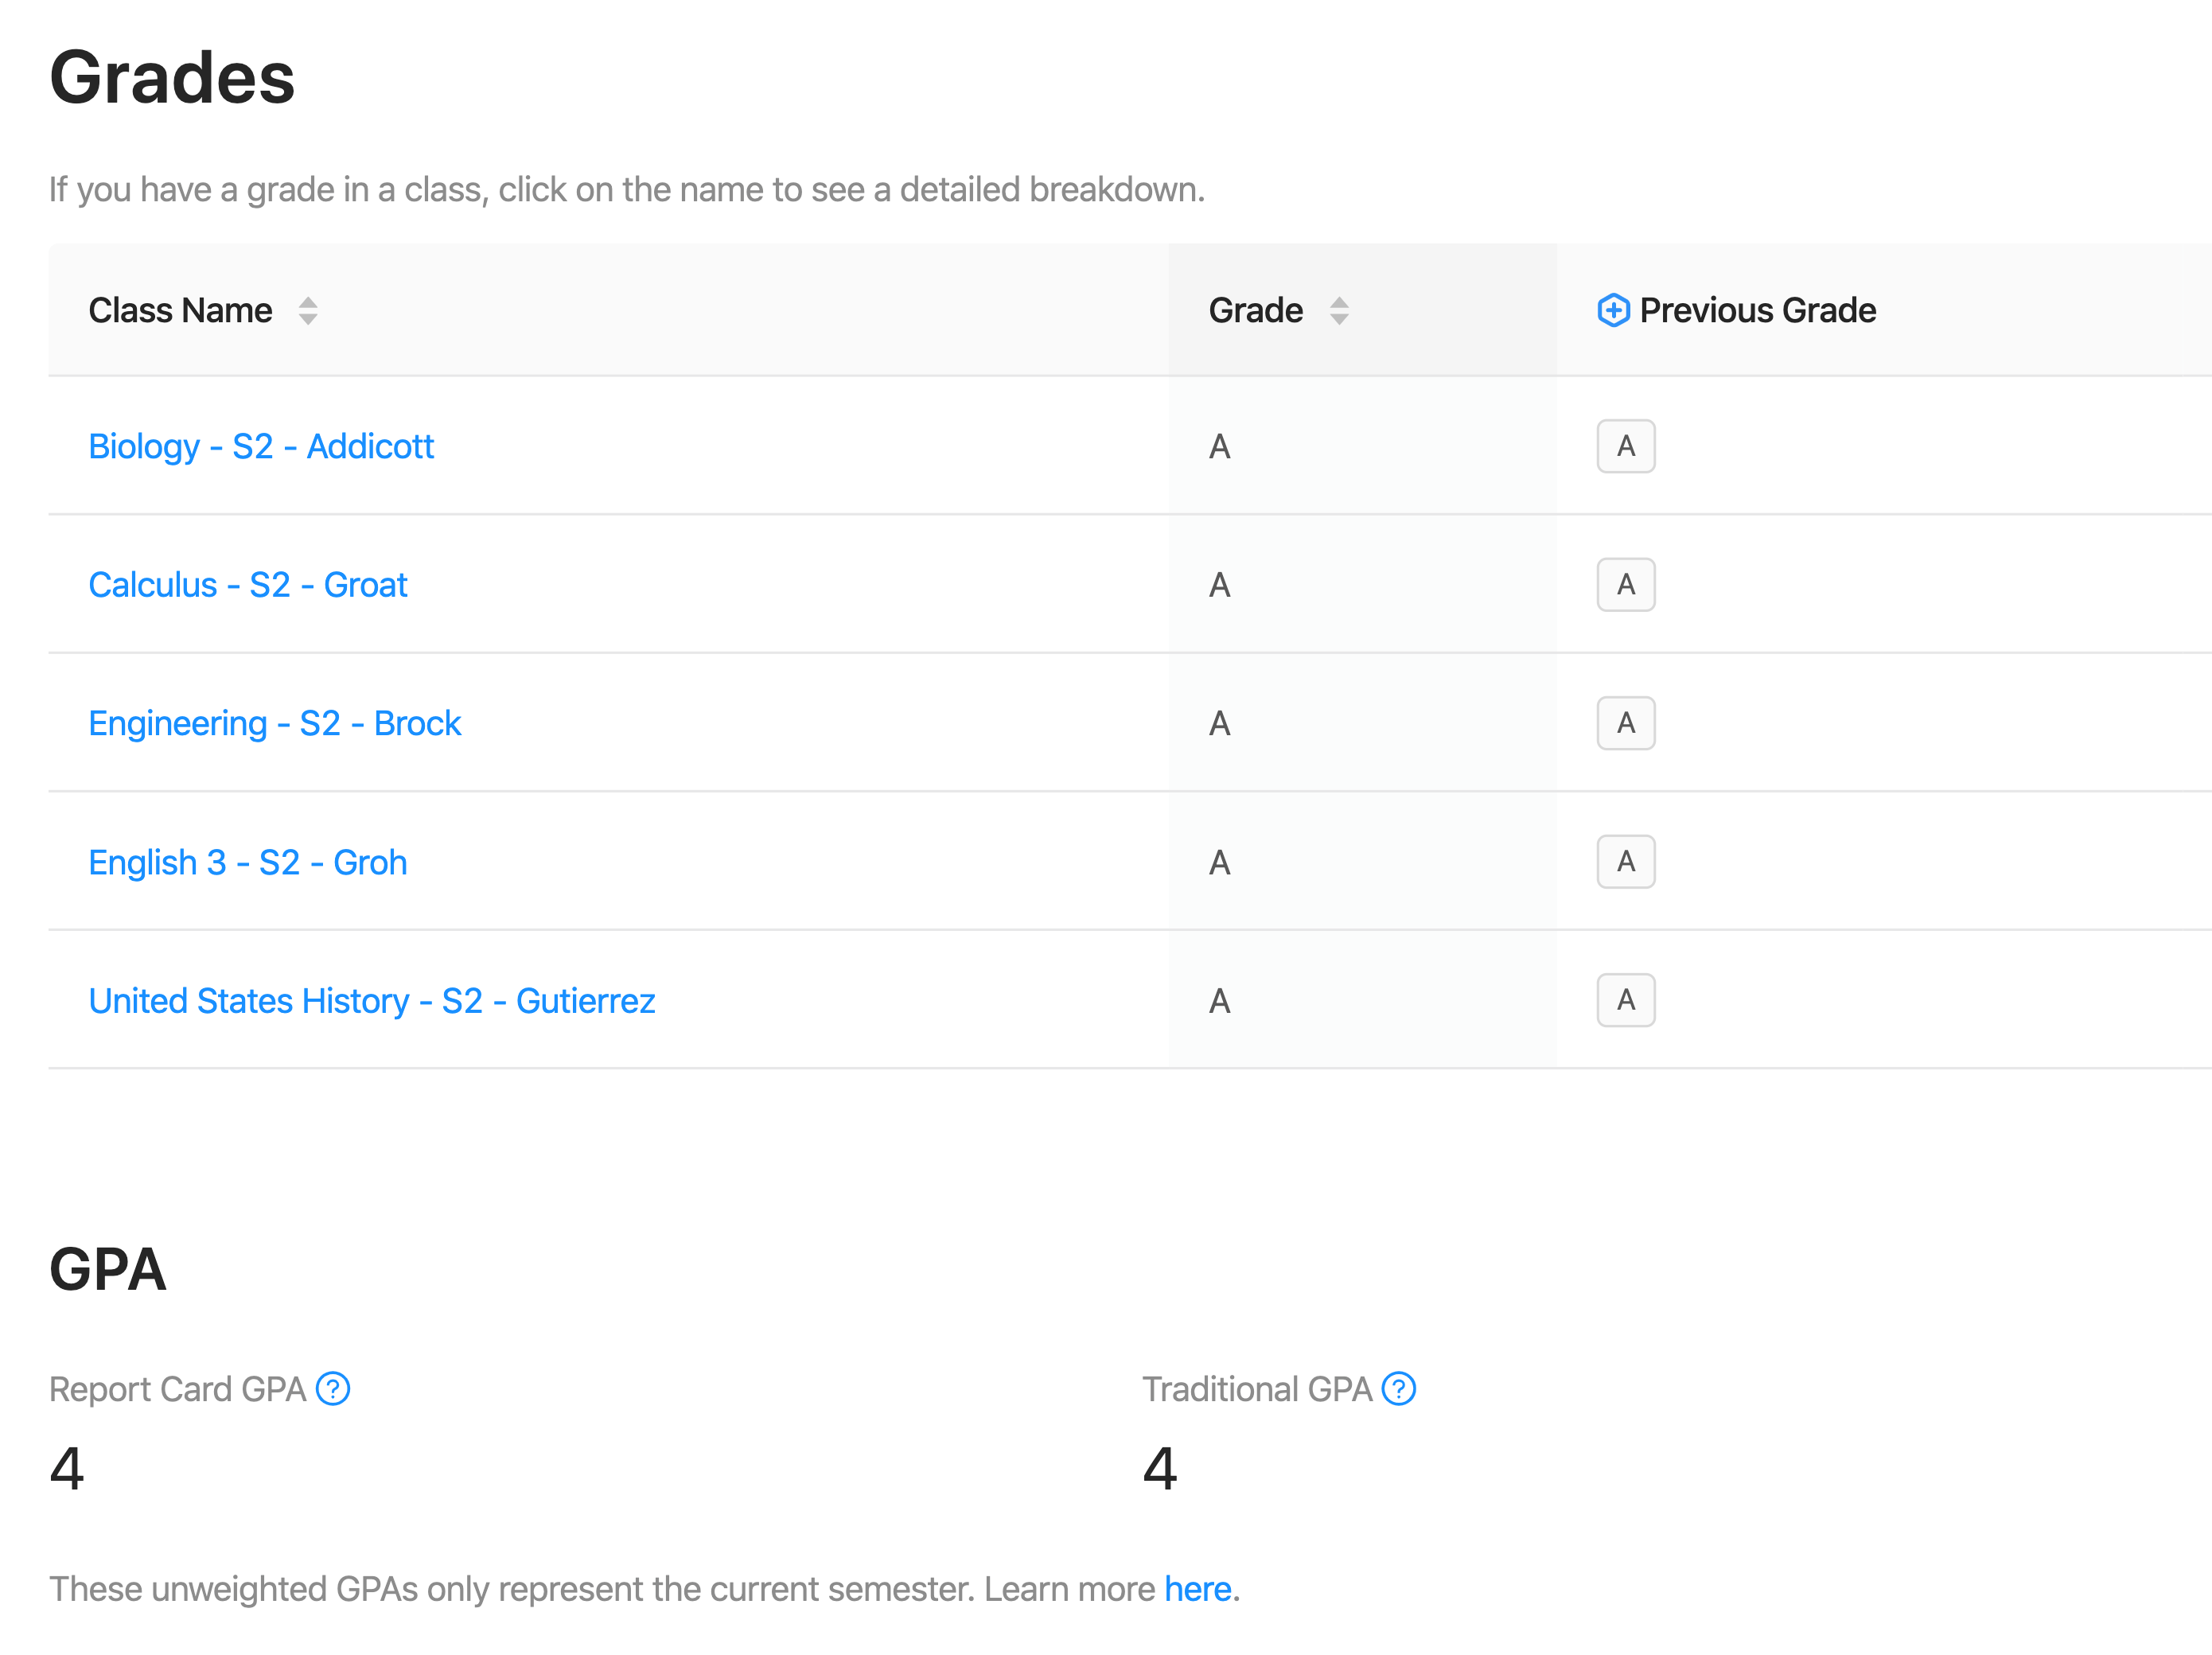 Grades
If you have a grade in a class, click on the name to see a detailed breakdown.
Class Name Grade Previous Grade
Biology - S2 - Addicott A A
Calculus - S2 - Groat A A
Engineering - S2 - Brock A A
English 3 - S2 - Groh A A
United States History - S2 - Gutierrez A A
GPA
Report Card GPA ? Traditional GPA ?
4 4
These unweighted GPAs only represent the current semester. Learn more here.